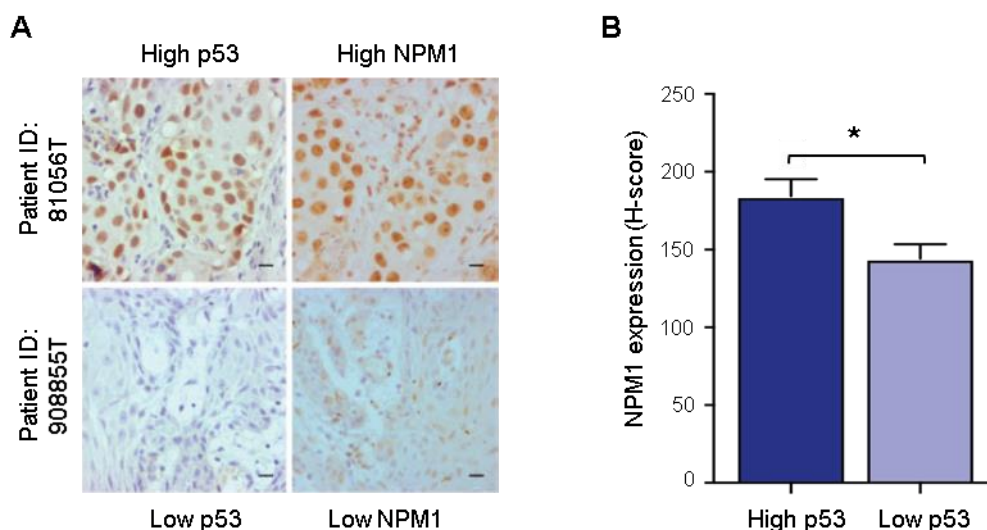 A
High p53
High NPM1
Patient ID:
81056T
Patient ID:
908855T
Low p53
Low NPM1
B
NPM1 expression (H-score)
250
200
150
100
50
0
*
High p53
Low p53